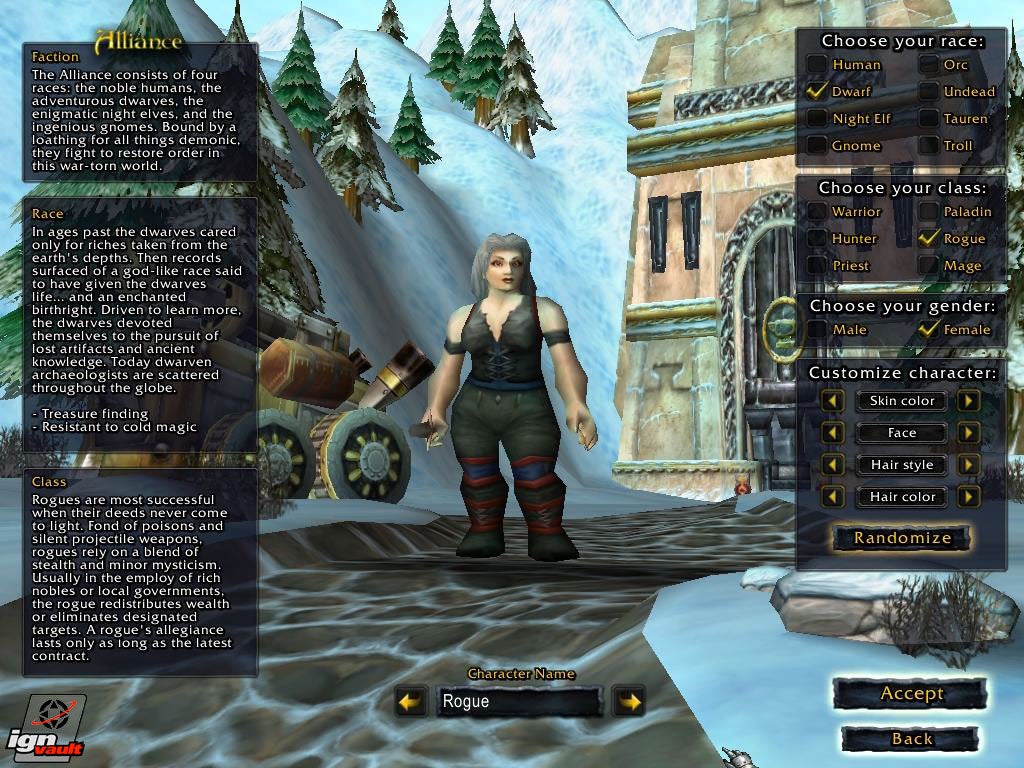 Alliance
Faction
The Alliance consists of four
races: the noble humans, the
adventurous dwarves, the
enigmatic night elves, and the
ingenious gnomes. Bound by a
loathing for all things demonic,
they fight to restore order in
this war-torn world.
Race
In ages past the dwarves cared
only for riches taken from the
earth's depths. Then records
surfaced of a god-like race said
to have given the dwarves
life... and an enchanted
birthright. Driven to learn more,
the dwarves devoted
themselves to the pursuit of
lost artifacts and ancient
knowledge. Today dwarven
archaeologists are scattered
throughout the globe.
- Treasure finding
- Resistant to cold magic
Class
Rogues are most successful
when their deeds never come
to light. Fond of poisons and
silent projectile weapons,
rogues rely on a blend of
stealth and minor mysticism.
Usually in the employ of rich
nobles or local governments,
the rogue redistributes wealth
or eliminates designated
targets. A rogue's allegiance
lasts only as long as the latest
contract.
ign
vault
Character Name
Rogue
Choose your race:
Human Orc
Dwarf Undead
Night Elf Tauren
Gnome Troll
Choose your class:
Warrior Paladin
Hunter Rogue
Priest Mage
Choose your gender:
Male Female
Customize character:
Skin color
Face
Hair style
Hair color
Randomize
Accept
Back